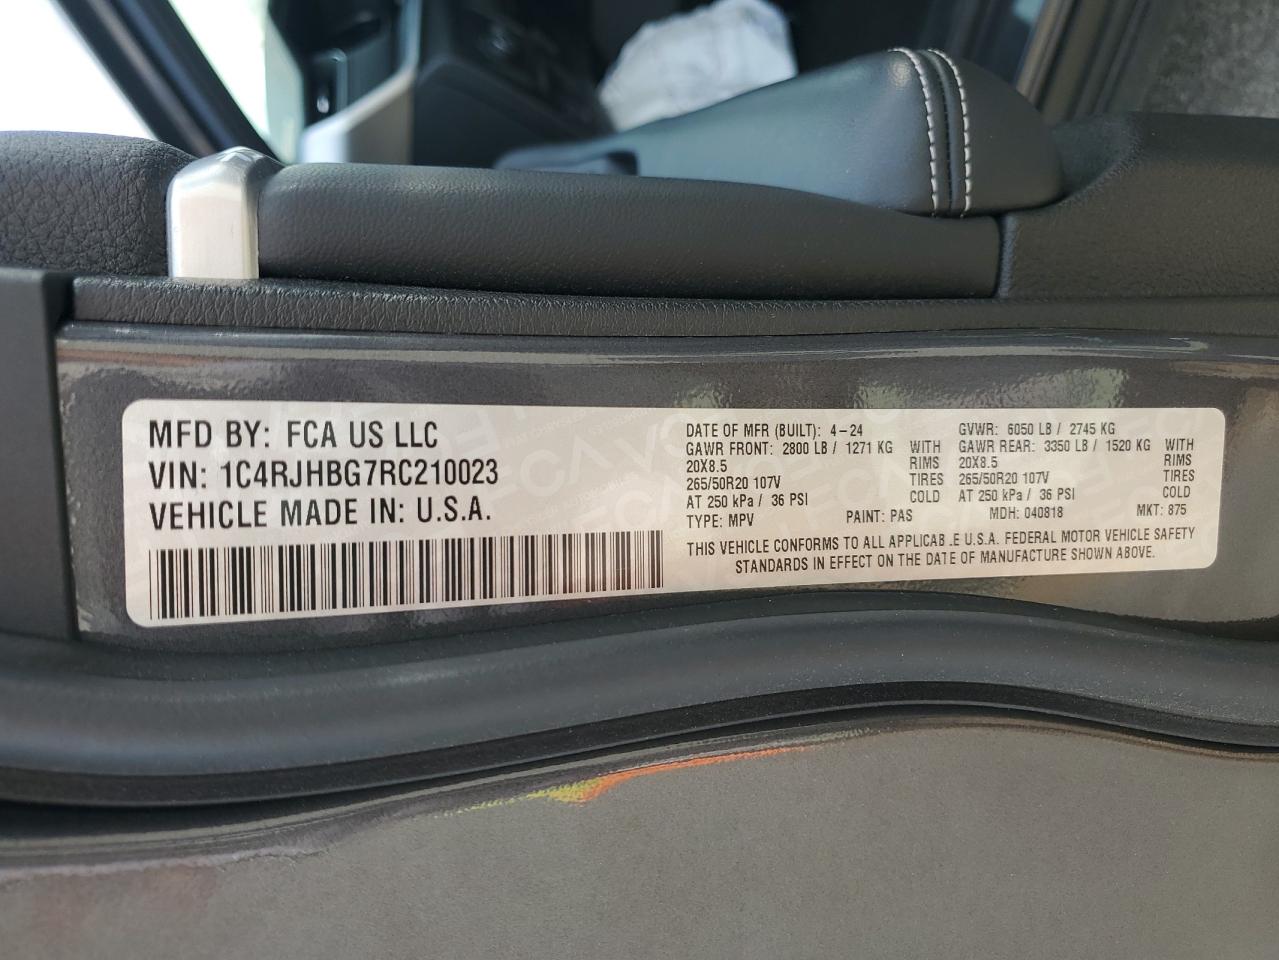 MFD BY: FCA US LLC
VIN: 1C4RJHBG7RC210023
VEHICLE MADE IN: U.S.A.
DATE OF MFR (BUILT): 4-24 GVWR: 6050 LB / 2745 KG
GAWR FRONT: 2800 LB / 1271 KG WITH GAWR REAR: 3350 LB / 1520 KG WITH
20X8.5 RIMS 20X8.5 RIMS
265/50R20 107V TIRES 265/50R20 107V TIRES
AT 250 kPa / 36 PSI COLD AT 250 kPa / 36 PSI COLD
TYPE: MPV PAINT: PAS MDH: 040818 MKT: 875
THIS VEHICLE CONFORMS TO ALL APPLICAB.E U.S.A. FEDERAL MOTOR VEHICLE SAFETY
STANDARDS IN EFFECT ON THE DATE OF MANUFACTURE SHOWN ABOVE.